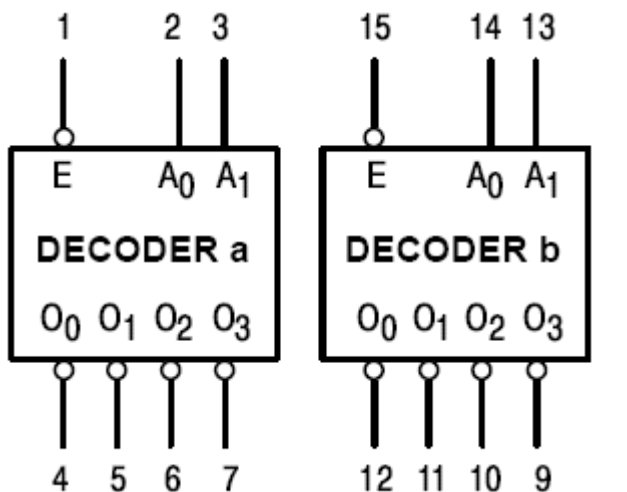 1 2 3 15 14 13
E A0 A1 E A0 A1
DECODER a DECODER b
O0 O1 O2 O3 O0 O1 O2 O3
4 5 6 7 12 11 10 9